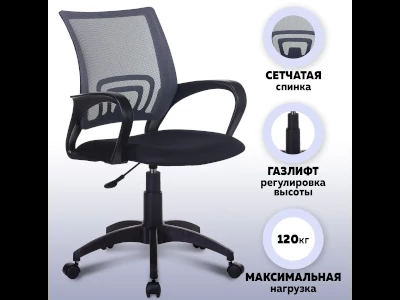 СЕТЧАТАЯ
спинка
ГАЗЛИФТ
регулировка
высоты
120кг
МАКСИМАЛЬНАЯ
нагрузка